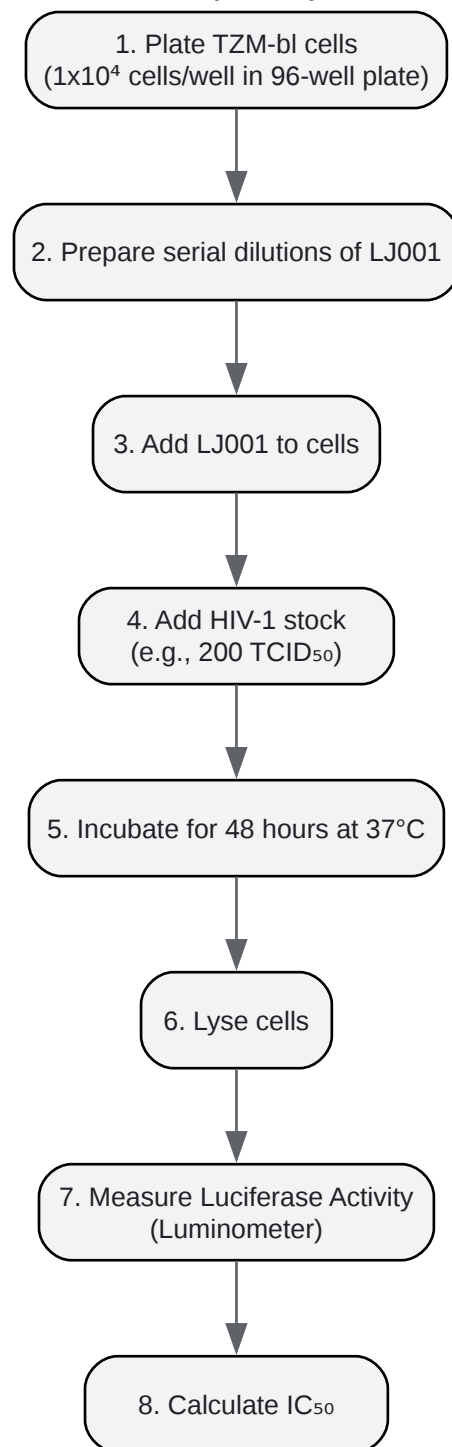 1. Plate TZM-bl cells
(1x10⁴ cells/well in 96-well plate)
2. Prepare serial dilutions of LJ001
3. Add LJ001 to cells
4. Add HIV-1 stock
(e.g., 200 TCID₅₀)
5. Incubate for 48 hours at 37°C
6. Lyse cells
7. Measure Luciferase Activity
(Luminometer)
8. Calculate IC₅₀